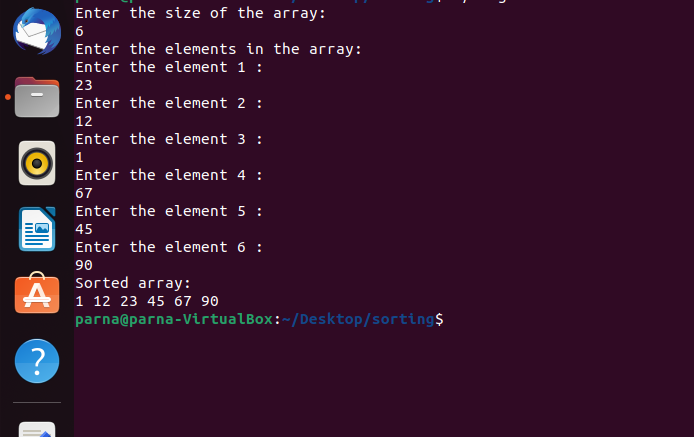 Enter the size of the array:
6
Enter the elements in the array:
Enter the element 1 :
23
Enter the element 2 :
12
Enter the element 3 :
1
Enter the element 4 :
67
Enter the element 5 :
45
Enter the element 6 :
90
Sorted array:
1 12 23 45 67 90
parna@parna-VirtualBox:~/Desktop/sorting$